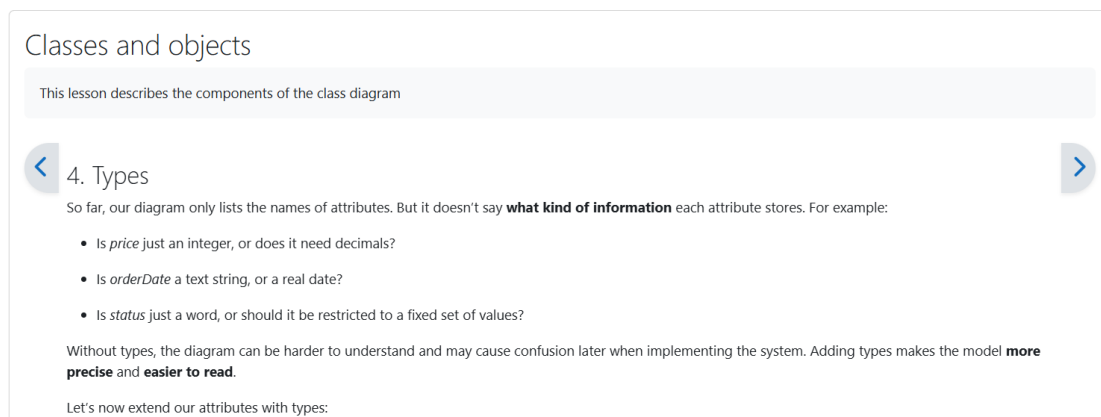 Classes and objects
This lesson describes the components of the class diagram
4. Types
So far, our diagram only lists the names of attributes. But it doesn't say what kind of information each attribute stores. For example:
• Is price just an integer, or does it need decimals?
• Is orderDate a text string, or a real date?
• Is status just a word, or should it be restricted to a fixed set of values?
Without types, the diagram can be harder to understand and may cause confusion later when implementing the system. Adding types makes the model more
precise and easier to read.
Let's now extend our attributes with types: